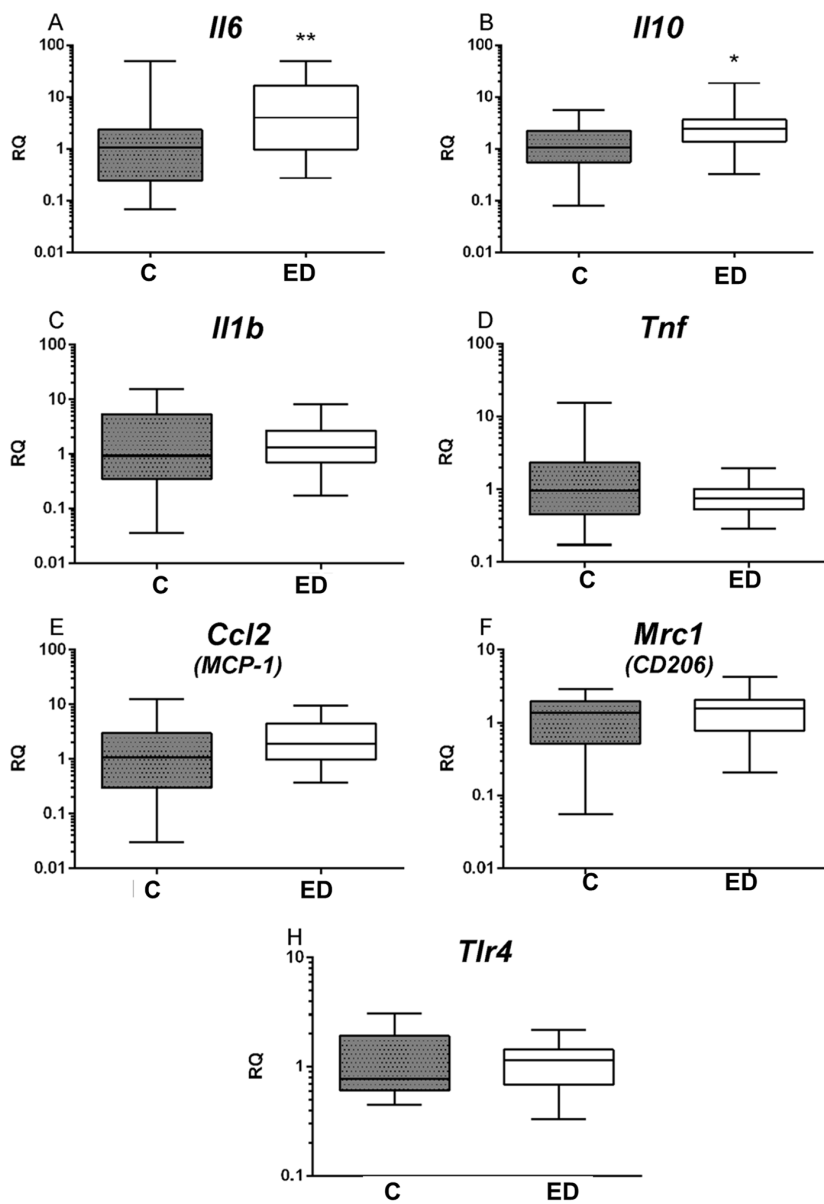 A
Il6
**
100
10
1
0.1
0.01
RQ
C
ED
B
Il10
*
100
10
1
0.1
0.01
RQ
C
ED
C
Il1b
100
10
1
0.1
0.01
RQ
C
ED
D
Tnf
100
10
1
0.1
RQ
C
ED
E
Ccl2
(MCP-1)
100
10
1
0.1
0.01
RQ
C
ED
F
Mrc1
(CD206)
10
1
0.1
0.01
RQ
C
ED
H
Tlr4
10
1
0.1
RQ
C
ED